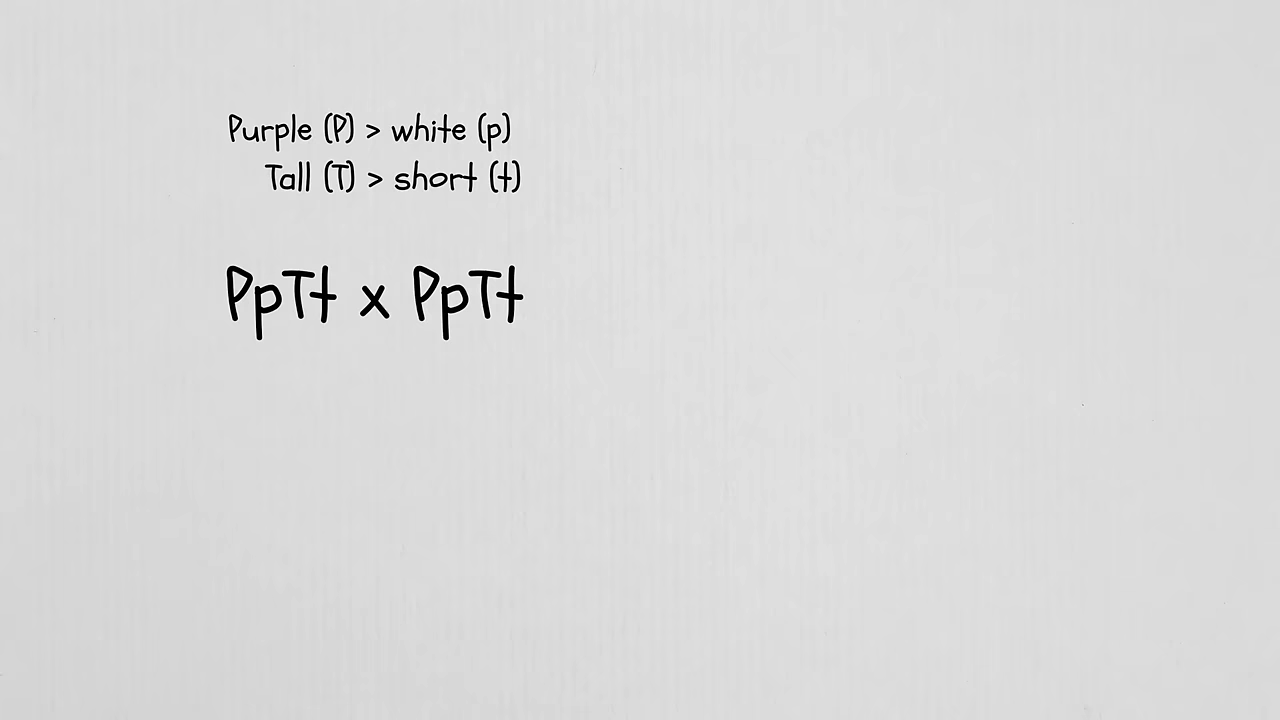 Purple (P) > white (p)
Tall (T) > short (t)
PpTt x PpTt